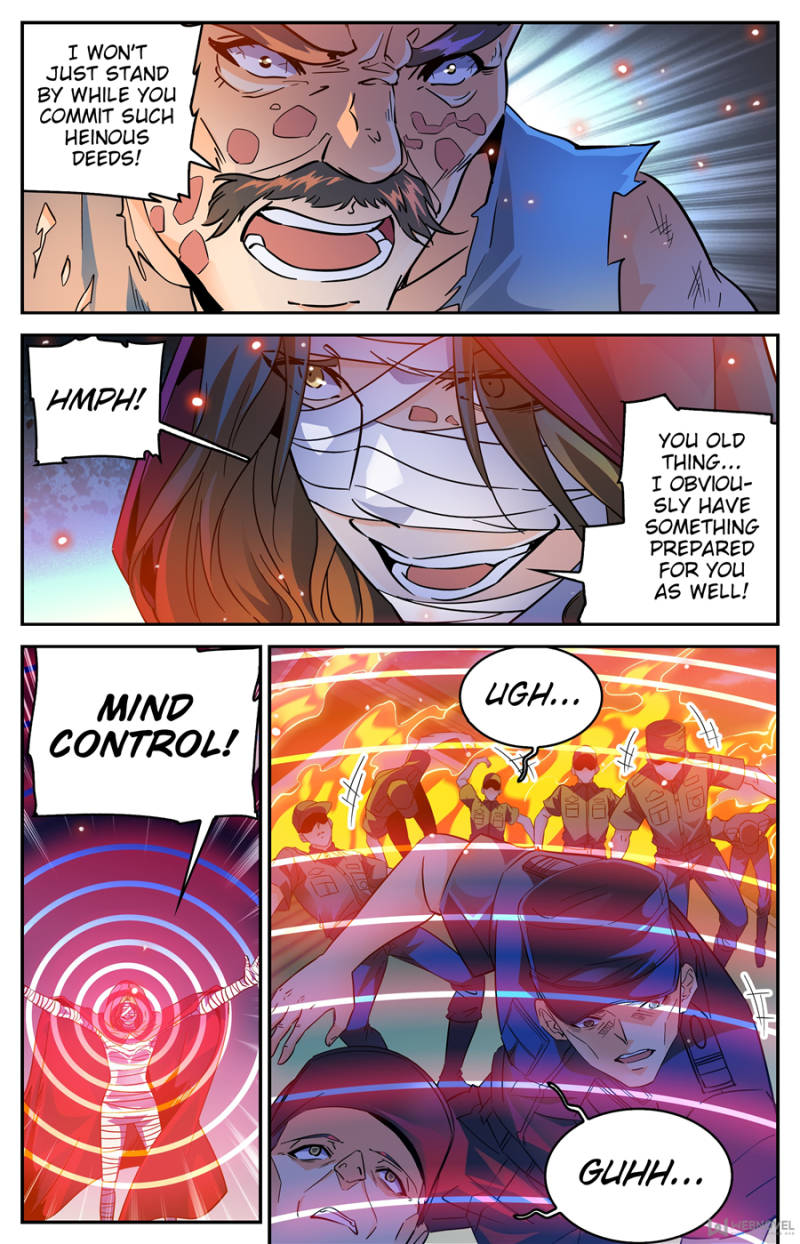 I WON'T
JUST STAND
BY WHILE YOU
COMMIT SUCH
HEINOUS
DEEDS!
HMPH!
YOU OLD
THING...
I OBVIOU-
SLY HAVE
SOMETHING
PREPARED
FOR YOU
AS WELL!
MIND
CONTROL!
UGH...
GUHH...
WEBNOVEL